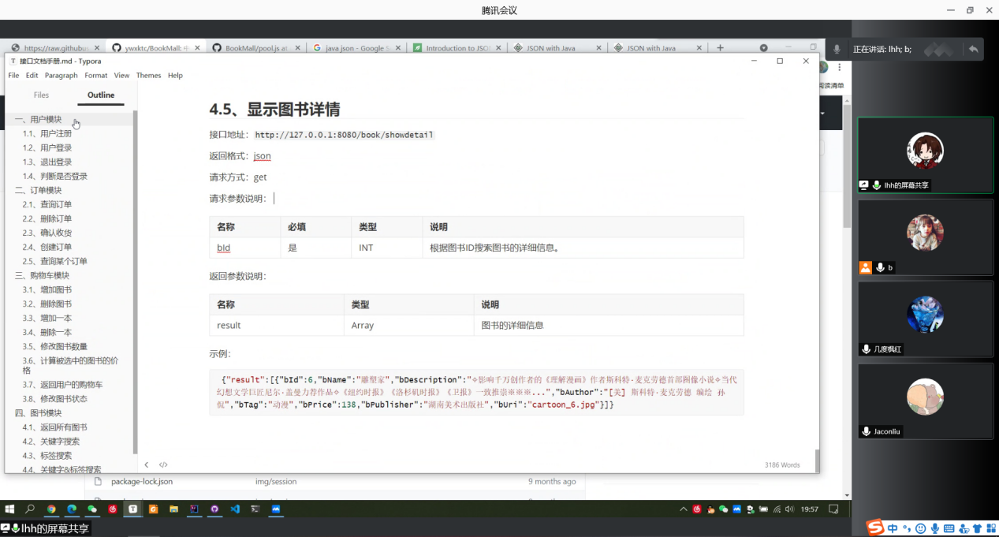 腾讯会议
https://raw.githubus
ywxktc/BookMall: 中
BookMall/pool.js at
java json - Google S
Introduction to JSO
JSON with Java
JSON with Java
正在讲话: lhh; b;
接口文档手册.md - Typora
File Edit Paragraph Format View Themes Help
阅读清单
Files Outline
一、用户模块
1.1、用户注册
1.2、用户登录
1.3、退出登录
1.4、判断是否登录
二、订单模块
2.1、查询订单
2.2、删除订单
2.3、确认收货
2.4、创建订单
2.5、查询某个订单
三、购物车模块
3.1、增加图书
3.2、删除图书
3.3、增加一本
3.4、删除一本
3.5、修改图书数量
3.6、计算被选中的图书的价
格
3.7、返回用户的购物车
3.8、修改图书状态
四、图书模块
4.1、返回所有图书
4.2、关键字搜索
4.3、标签搜索
4.4、关键字&标签搜索
4.5、显示图书详情
接口地址：http://127.0.0.1:8080/book/showdetail
返回格式：json
请求方式：get
请求参数说明：
名称 必填 类型 说明
bId 是 INT 根据图书ID搜素图书的详细信息。
返回参数说明：
名称 类型 说明
result Array 图书的详细信息
示例：
{"result":[{"bId":6,"bName":"雕塑家","bDescription":"✧影响千万创作者的《理解漫画》作者斯科特·麦克劳德首部图像小说✧当代
幻想文学巨匠尼尔·盖曼力荐作品✧《纽约时报》《洛杉矶时报》《卫报》一致推崇※※※...","bAuthor":"[美] 斯科特·麦克劳德 编绘 孙
侃","bTag":"动漫","bPrice":138,"bPublisher":"湖南美术出版社","bUri":"cartoon_6.jpg"}]}
3186 Words
package-lock.json img/session 9 months ago
lhh的屏幕共享
b
几度枫红
Jaconliu
19:57
lhh的屏幕共享
中